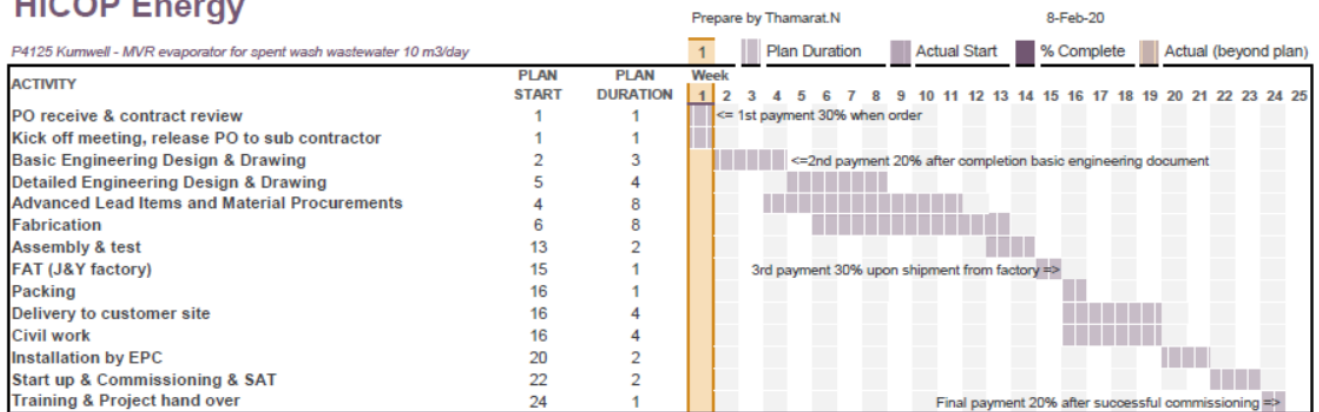 HICOP Energy
Prepare by Thamarat.N 8-Feb-20
P4125 Kumwell - MVR evaporator for spent wash wastewater 10 m3/day 1 Plan Duration Actual Start % Complete Actual (beyond plan)
ACTIVITY PLAN START PLAN DURATION Week
1 2 3 4 5 6 7 8 9 10 11 12 13 14 15 16 17 18 19 20 21 22 23 24 25
PO receive & contract review 1 1 <= 1st payment 30% when order
Kick off meeting, release PO to sub contractor 1 1
Basic Engineering Design & Drawing 2 3 <=2nd payment 20% after completion basic engineering document
Detailed Engineering Design & Drawing 5 4
Advanced Lead Items and Material Procurements 4 8
Fabrication 6 8
Assembly & test 13 2
FAT (J&Y factory) 15 1 3rd payment 30% upon shipment from factory =>
Packing 16 1
Delivery to customer site 16 4
Civil work 16 4
Installation by EPC 20 2
Start up & Commissioning & SAT 22 2
Training & Project hand over 24 1 Final payment 20% after successful commissioning =>